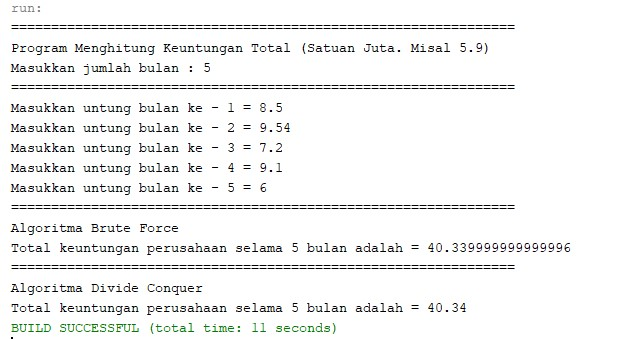 run:
================================================================
Program Menghitung Keuntungan Total (Satuan Juta. Misal 5.9)
Masukkan jumlah bulan : 5
================================================================
Masukkan untung bulan ke - 1 = 8.5
Masukkan untung bulan ke - 2 = 9.54
Masukkan untung bulan ke - 3 = 7.2
Masukkan untung bulan ke - 4 = 9.1
Masukkan untung bulan ke - 5 = 6
================================================================
Algoritma Brute Force
Total keuntungan perusahaan selama 5 bulan adalah = 40.339999999999996
================================================================
Algoritma Divide Conquer
Total keuntungan perusahaan selama 5 bulan adalah = 40.34
BUILD SUCCESSFUL (total time: 11 seconds)